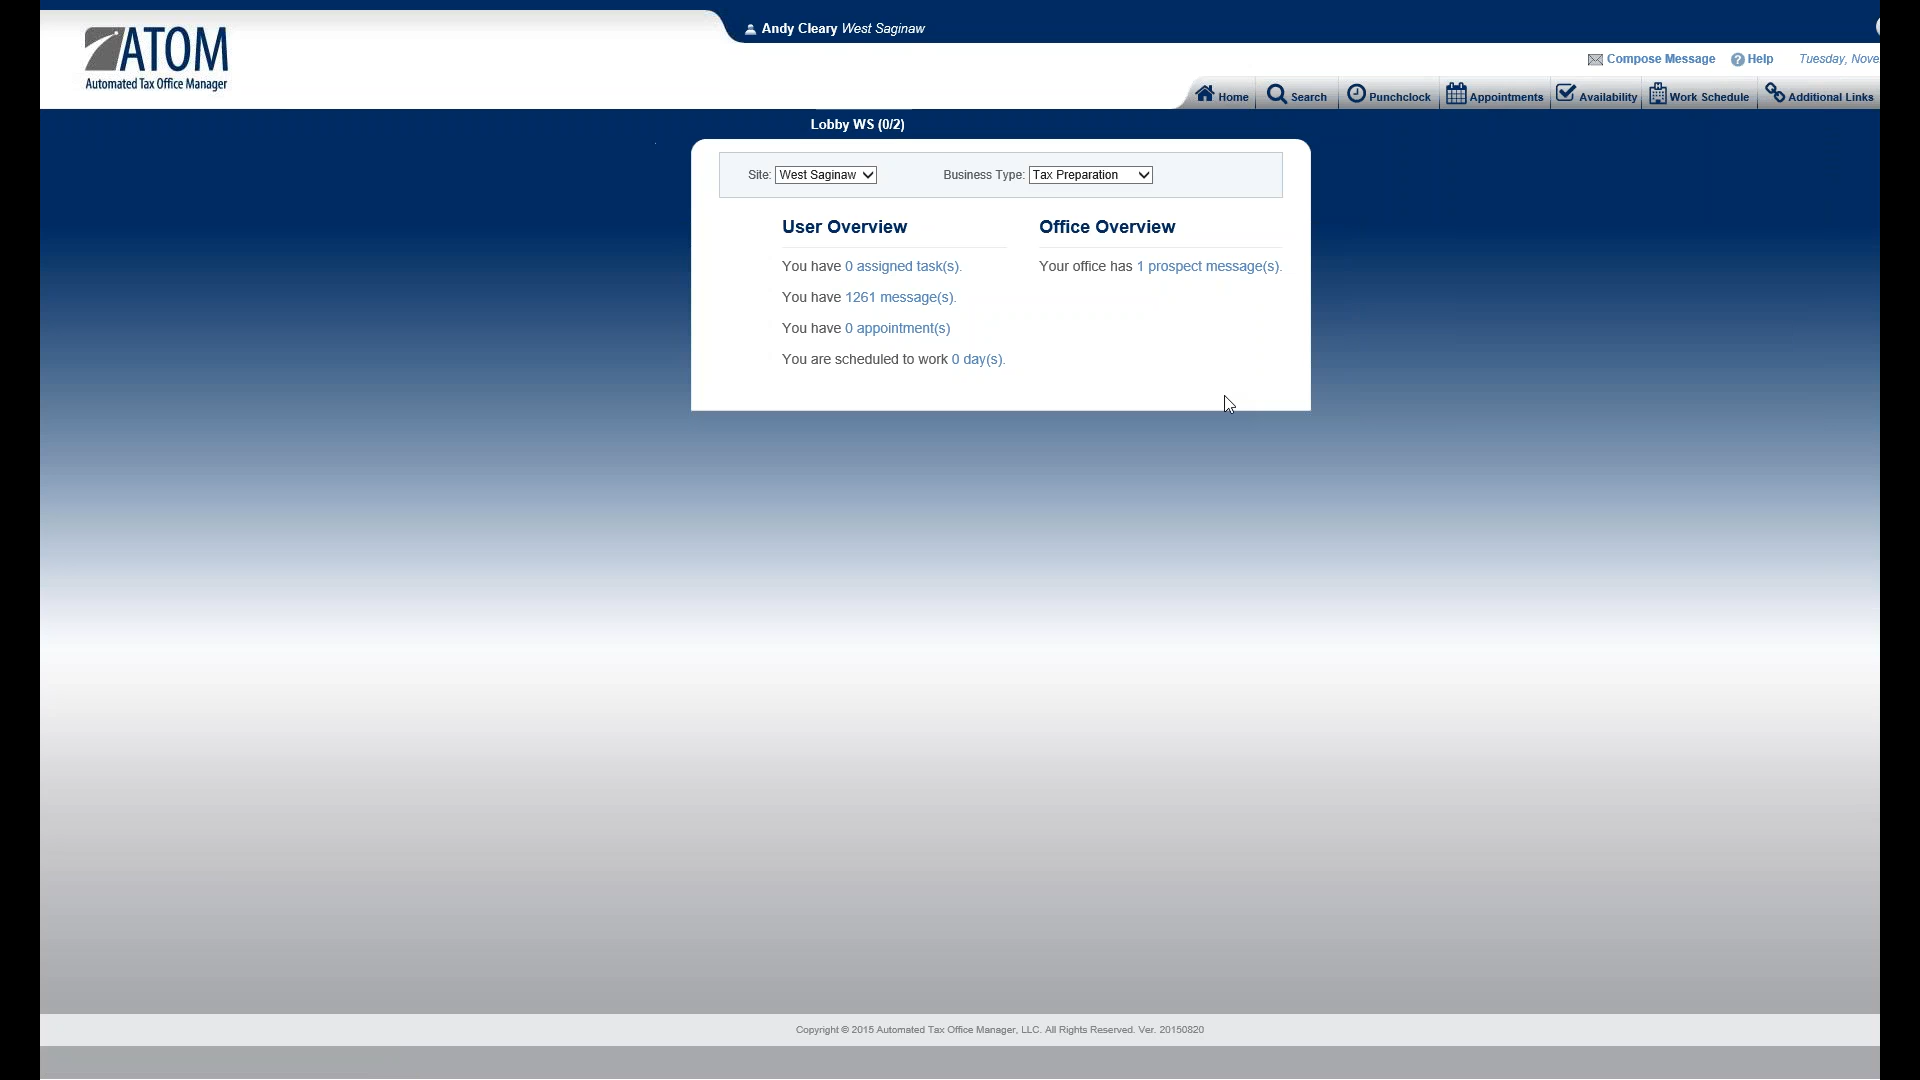 Andy Cleary West Saginaw
ATOM
Automated Tax Office Manager
Compose Message Help Tuesday, Nove
Home Search Punchclock Appointments Availability Work Schedule Additional Links
Lobby WS (0/2)
Site: West Saginaw Business Type: Tax Preparation
User Overview
You have 0 assigned task(s).
You have 1261 message(s).
You have 0 appointment(s)
You are scheduled to work 0 day(s).
Office Overview
Your office has 1 prospect message(s).
Copyright © 2015 Automated Tax Office Manager, LLC. All Rights Reserved. Ver. 20150820